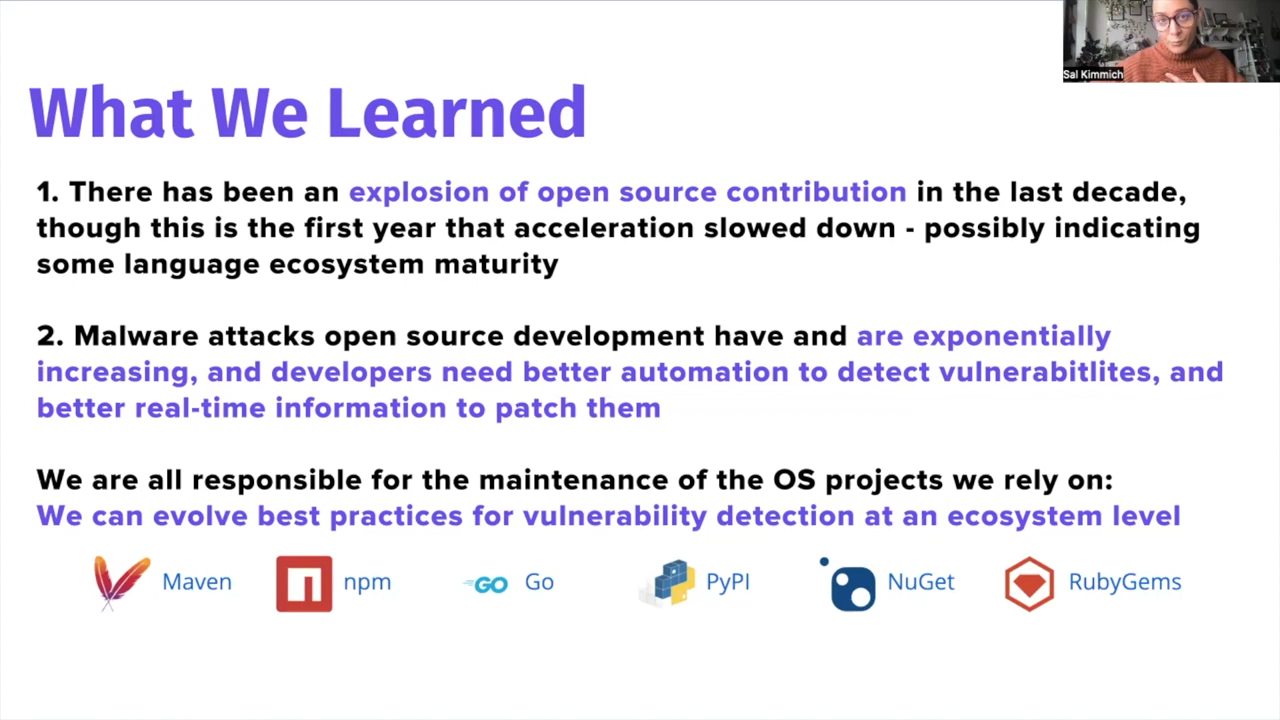 Sal Kimmich
What We Learned
1. There has been an explosion of open source contribution in the last decade,
though this is the first year that acceleration slowed down - possibly indicating
some language ecosystem maturity
2. Malware attacks open source development have and are exponentially
increasing, and developers need better automation to detect vulnerabitlites, and
better real-time information to patch them
We are all responsible for the maintenance of the OS projects we rely on:
We can evolve best practices for vulnerability detection at an ecosystem level
Maven n npm GO Go PyPI NuGet RubyGems